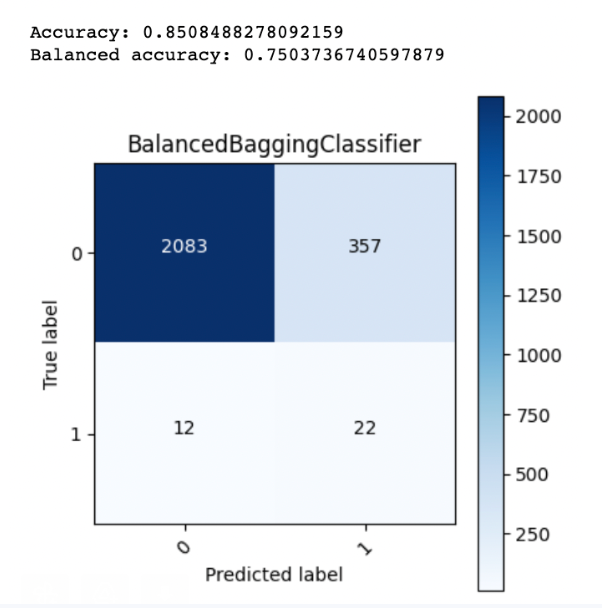 Accuracy: 0.8508488278092159
Balanced accuracy: 0.7503736740597879
BalancedBaggingClassifier
2083 357
12 22
0
1
True label
0 1
Predicted label
2000
1750
1500
1250
1000
750
500
250